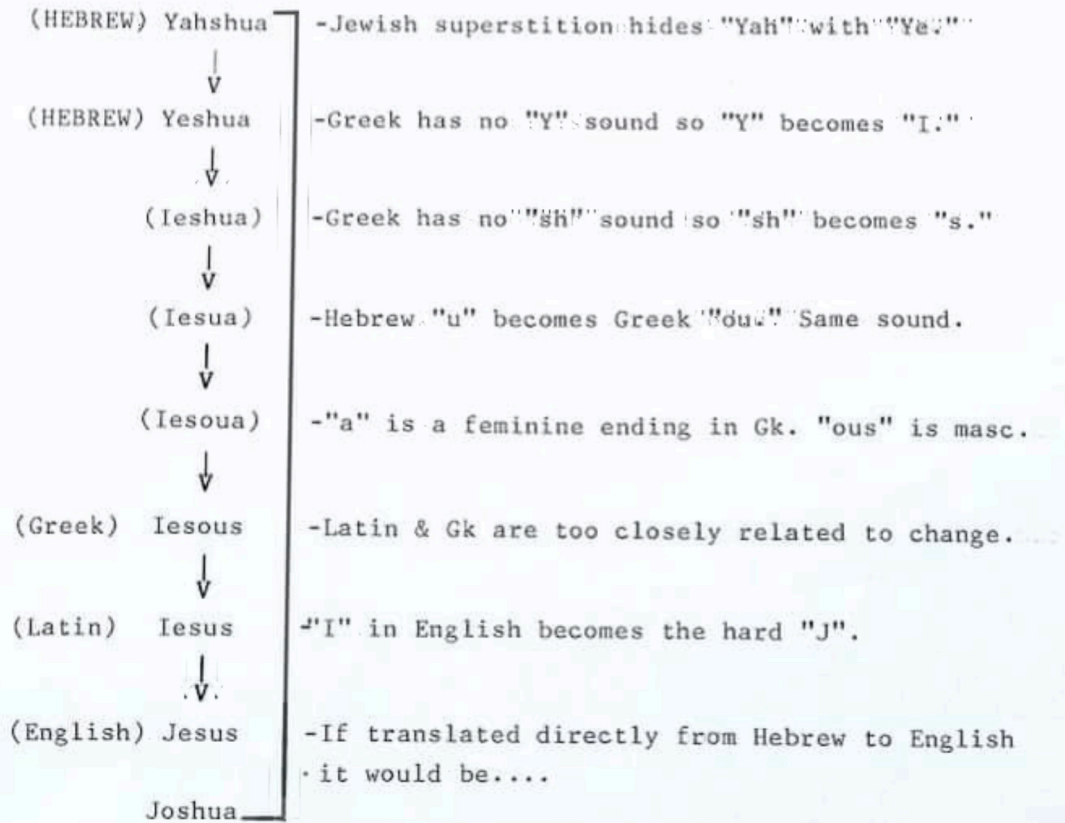 (HEBREW) Yahshua -Jewish superstition hides "Yah" with "Ye."
V
(HEBREW) Yeshua -Greek has no "Y" sound so "Y" becomes "I."
V
(Ieshua) -Greek has no "sh" sound so "sh" becomes "s."
V
(Iesua) -Hebrew "u" becomes Greek "ou." Same sound.
V
(Iesoua) -"a" is a feminine ending in Gk. "ous" is masc.
V
(Greek) Iesous -Latin & Gk are too closely related to change.
V
(Latin) Iesus -"I" in English becomes the hard "J".
V
(English) Jesus -If translated directly from Hebrew to English
it would be....
Joshua